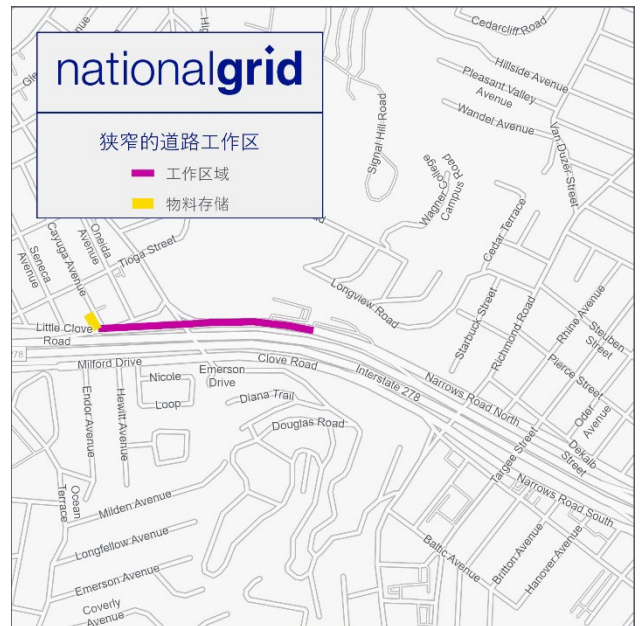 nationalgrid
狭窄的道路工作区
工作区域
物料存储
Cedarcliff Road
Hillside Avenue
Pleasant Valley
Avenue
Wandel Avenue
Van Duzer Street
Signal Hill Road
Wagner College
Campus
Road
Cedar Terrace
Seneca
Avenue
Cayuga Avenue
Oneida
Avenue
Tioga Street
Longview Road
Starbuck Street
Richmond Road
Rhine Avenue
Steuben
Street
Pierce Street
Oder
Avenue
Dekalb
Street
Little Clove
Road
278
Milford Drive
Nicole
Loop
Emerson
Drive
Clove Road
Interstate 278
Narrows Road North
Diana Trail
Douglas Road
Endor Avenue
Hewitt Avenue
Targee Street
Narrows Road South
Ocean
Terrace
Milden Avenue
Longfellow Avenue
Emerson Avenue
Coverly
Avenue
Baltic Avenue
Britton Avenue
Hanover Avenue